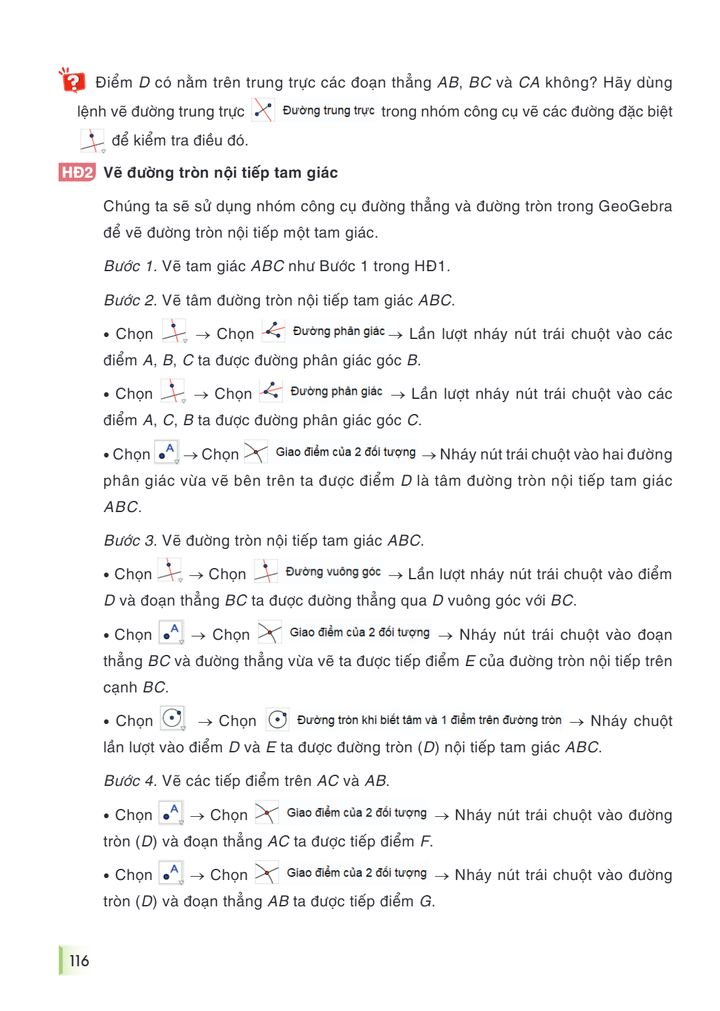 Điểm D có nằm trên trung trực các đoạn thẳng AB, BC và CA không? Hãy dùng
lệnh vẽ đường trung trực Đường trung trực trong nhóm công cụ vẽ các đường đặc biệt
để kiểm tra điều đó.
HĐ2 Vẽ đường tròn nội tiếp tam giác
Chúng ta sẽ sử dụng nhóm công cụ đường thẳng và đường tròn trong GeoGebra
để vẽ đường tròn nội tiếp một tam giác.
Bước 1. Vẽ tam giác ABC như Bước 1 trong HĐ1.
Bước 2. Vẽ tâm đường tròn nội tiếp tam giác ABC.
• Chọn → Chọn Đường phân giác → Lần lượt nháy nút trái chuột vào các
điểm A, B, C ta được đường phân giác góc B.
• Chọn → Chọn Đường phân giác → Lần lượt nháy nút trái chuột vào các
điểm A, C, B ta được đường phân giác góc C.
• Chọn A → Chọn Giao điểm của 2 đối tượng → Nháy nút trái chuột vào hai đường
phân giác vừa vẽ bên trên ta được điểm D là tâm đường tròn nội tiếp tam giác
ABC.
Bước 3. Vẽ đường tròn nội tiếp tam giác ABC.
• Chọn → Chọn Đường vuông góc → Lần lượt nháy nút trái chuột vào điểm
D và đoạn thẳng BC ta được đường thẳng qua D vuông góc với BC.
• Chọn A → Chọn Giao điểm của 2 đối tượng → Nháy nút trái chuột vào đoạn
thẳng BC và đường thẳng vừa vẽ ta được tiếp điểm E của đường tròn nội tiếp trên
cạnh BC.
• Chọn → Chọn Đường tròn khi biết tâm và 1 điểm trên đường tròn → Nháy chuột
lần lượt vào điểm D và E ta được đường tròn (D) nội tiếp tam giác ABC.
Bước 4. Vẽ các tiếp điểm trên AC và AB.
• Chọn A → Chọn Giao điểm của 2 đối tượng → Nháy nút trái chuột vào đường
tròn (D) và đoạn thẳng AC ta được tiếp điểm F.
• Chọn A → Chọn Giao điểm của 2 đối tượng → Nháy nút trái chuột vào đường
tròn (D) và đoạn thẳng AB ta được tiếp điểm G.
116